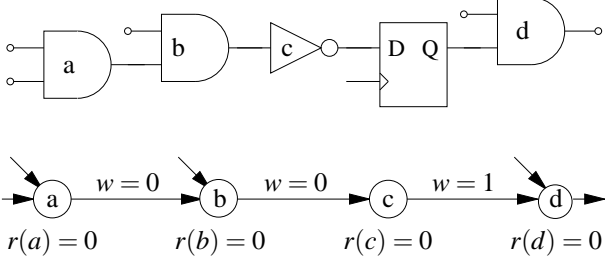 a b c D Q d
w = 0 w = 0 w = 1
a b c d
r(a) = 0 r(b) = 0 r(c) = 0 r(d) = 0